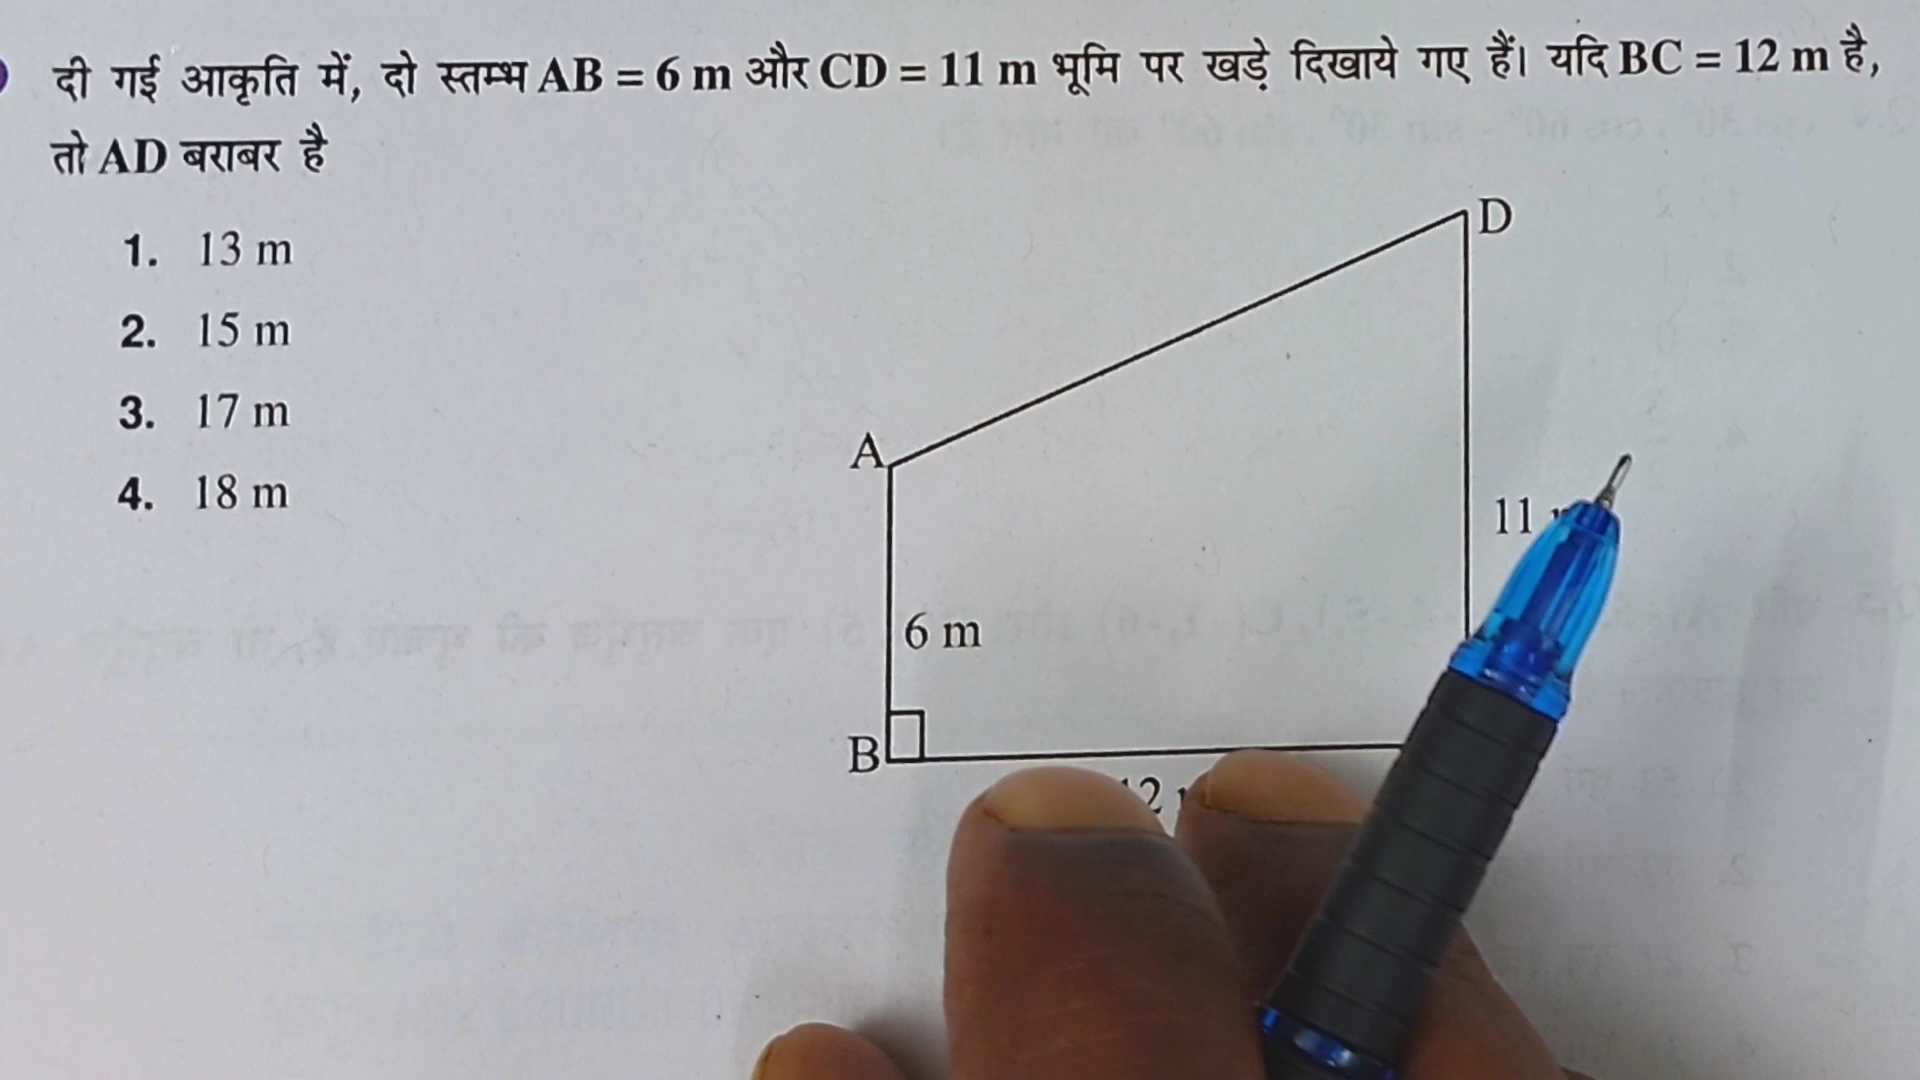 दी गई आकृति में, दो स्तम्भ AB = 6 m और CD = 11 m भूमि पर खड़े दिखाये गए हैं। यदि BC = 12 m है,
तो AD बराबर है
1. 13 m
2. 15 m
3. 17 m
4. 18 m
D
A
11
6 m
B